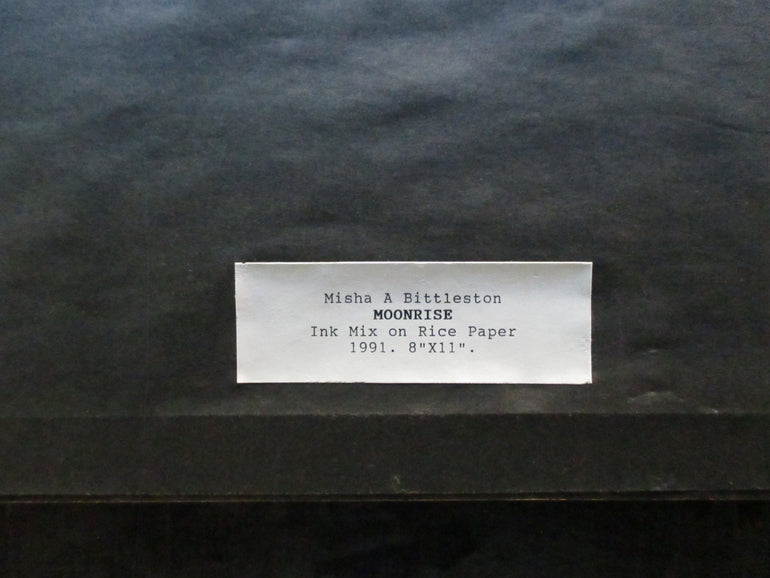 Misha A Bittleston
MOONRISE
Ink Mix on Rice Paper
1991. 8"X11".